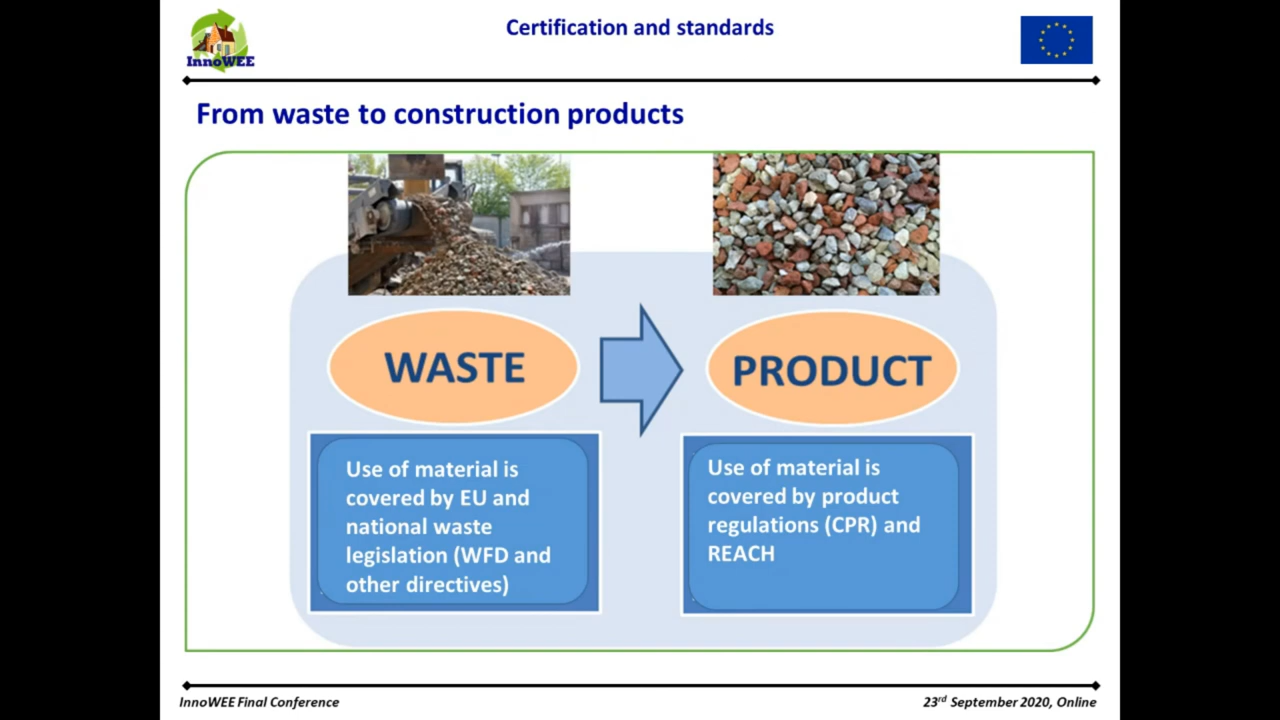 Certification and standards
InnoWEE
From waste to construction products
WASTE
PRODUCT
Use of material is
covered by EU and
national waste
legislation (WFD and
other directives)
Use of material is
covered by product
regulations (CPR) and
REACH
InnoWEE Final Conference
23rd September 2020, Online